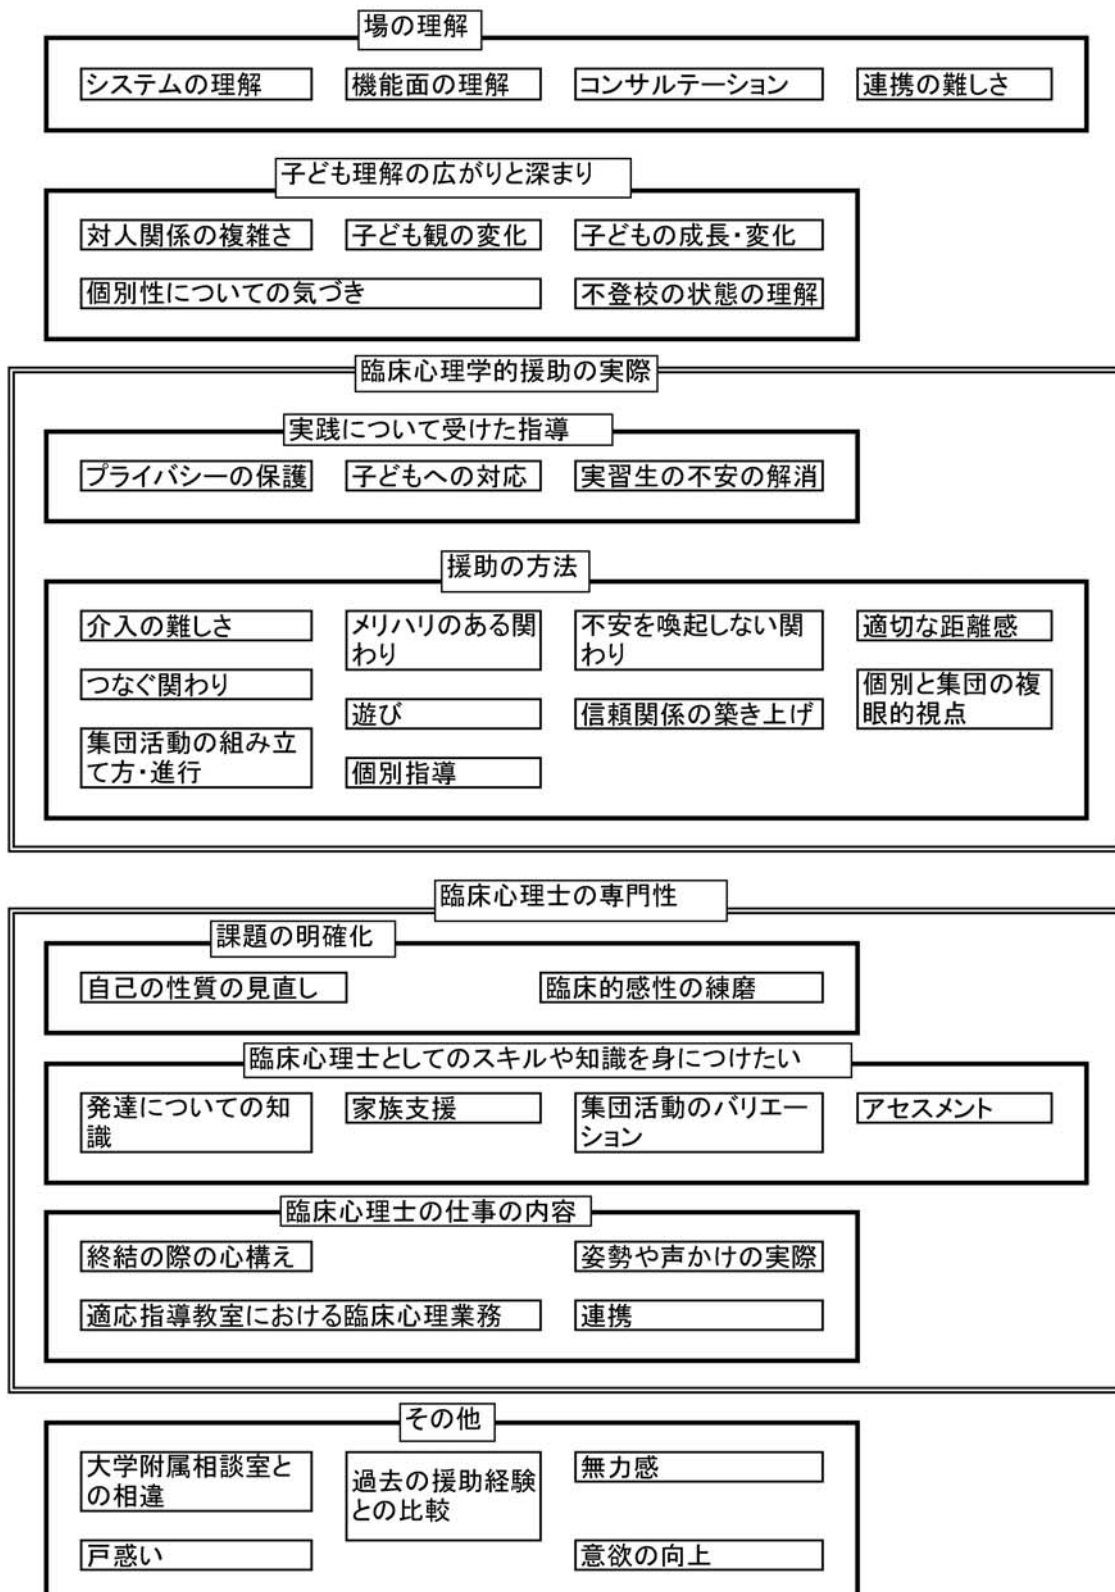 場の理解
システムの理解
機能面の理解
コンサルテーション
連携の難しさ
子ども理解の広がりと深まり
対人関係の複雑さ
子ども観の変化
子どもの成長・変化
個別性についての気づき
不登校の状態の理解
臨床心理学的援助の実際
実践について受けた指導
プライバシーの保護
子どもへの対応
実習生の不安の解消
援助の方法
介入の難しさ
メリハリのある関
わり
不安を喚起しない関
わり
適切な距離感
つなぐ関わり
遊び
信頼関係の築き上げ
個別と集団の複
眼的視点
集団活動の組み立
て方・進行
個別指導
臨床心理士の専門性
課題の明確化
自己の性質の見直し
臨床的感性の練磨
臨床心理士としてのスキルや知識を身につけたい
発達についての知
識
家族支援
集団活動のバリエー
ション
アセスメント
臨床心理士の仕事の内容
終結の際の心構え
姿勢や声かけの実際
適応指導教室における臨床心理業務
連携
その他
大学附属相談室と
の相違
過去の援助経験
との比較
無力感
戸惑い
意欲の向上